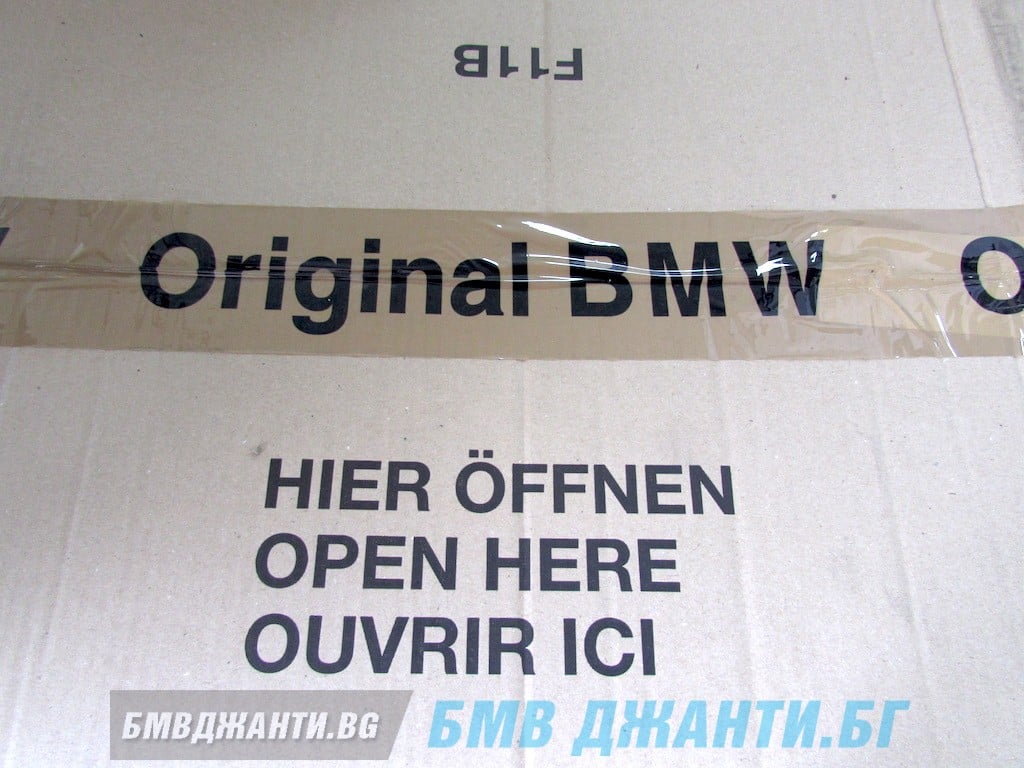 F11B
Original BMW
HIER ÖFFNEN
OPEN HERE
OUVRIR ICI
БМВДЖАНТИ.BG
БМВ ДЖАНТИ.БГ